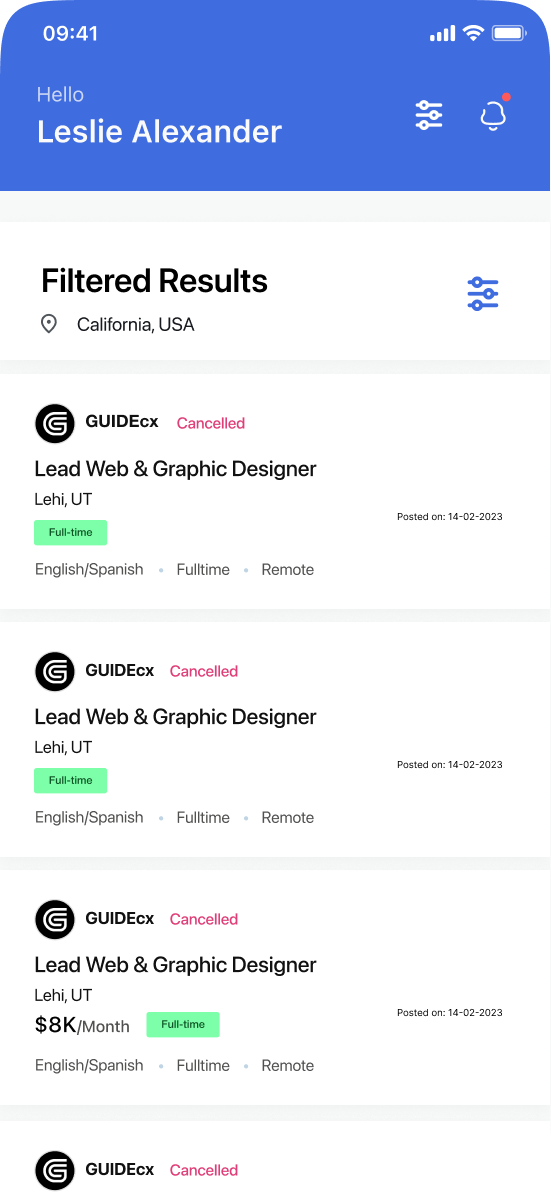 09:41
Hello
Leslie Alexander
Filtered Results
California, USA
GUIDEcx Cancelled
Lead Web & Graphic Designer
Lehi, UT
Posted on: 14-02-2023
Full-time
English/Spanish • Fulltime • Remote
GUIDEcx Cancelled
Lead Web & Graphic Designer
Lehi, UT
Posted on: 14-02-2023
Full-time
English/Spanish • Fulltime • Remote
GUIDEcx Cancelled
Lead Web & Graphic Designer
Lehi, UT
Posted on: 14-02-2023
$8K/Month Full-time
English/Spanish • Fulltime • Remote
GUIDEcx Cancelled